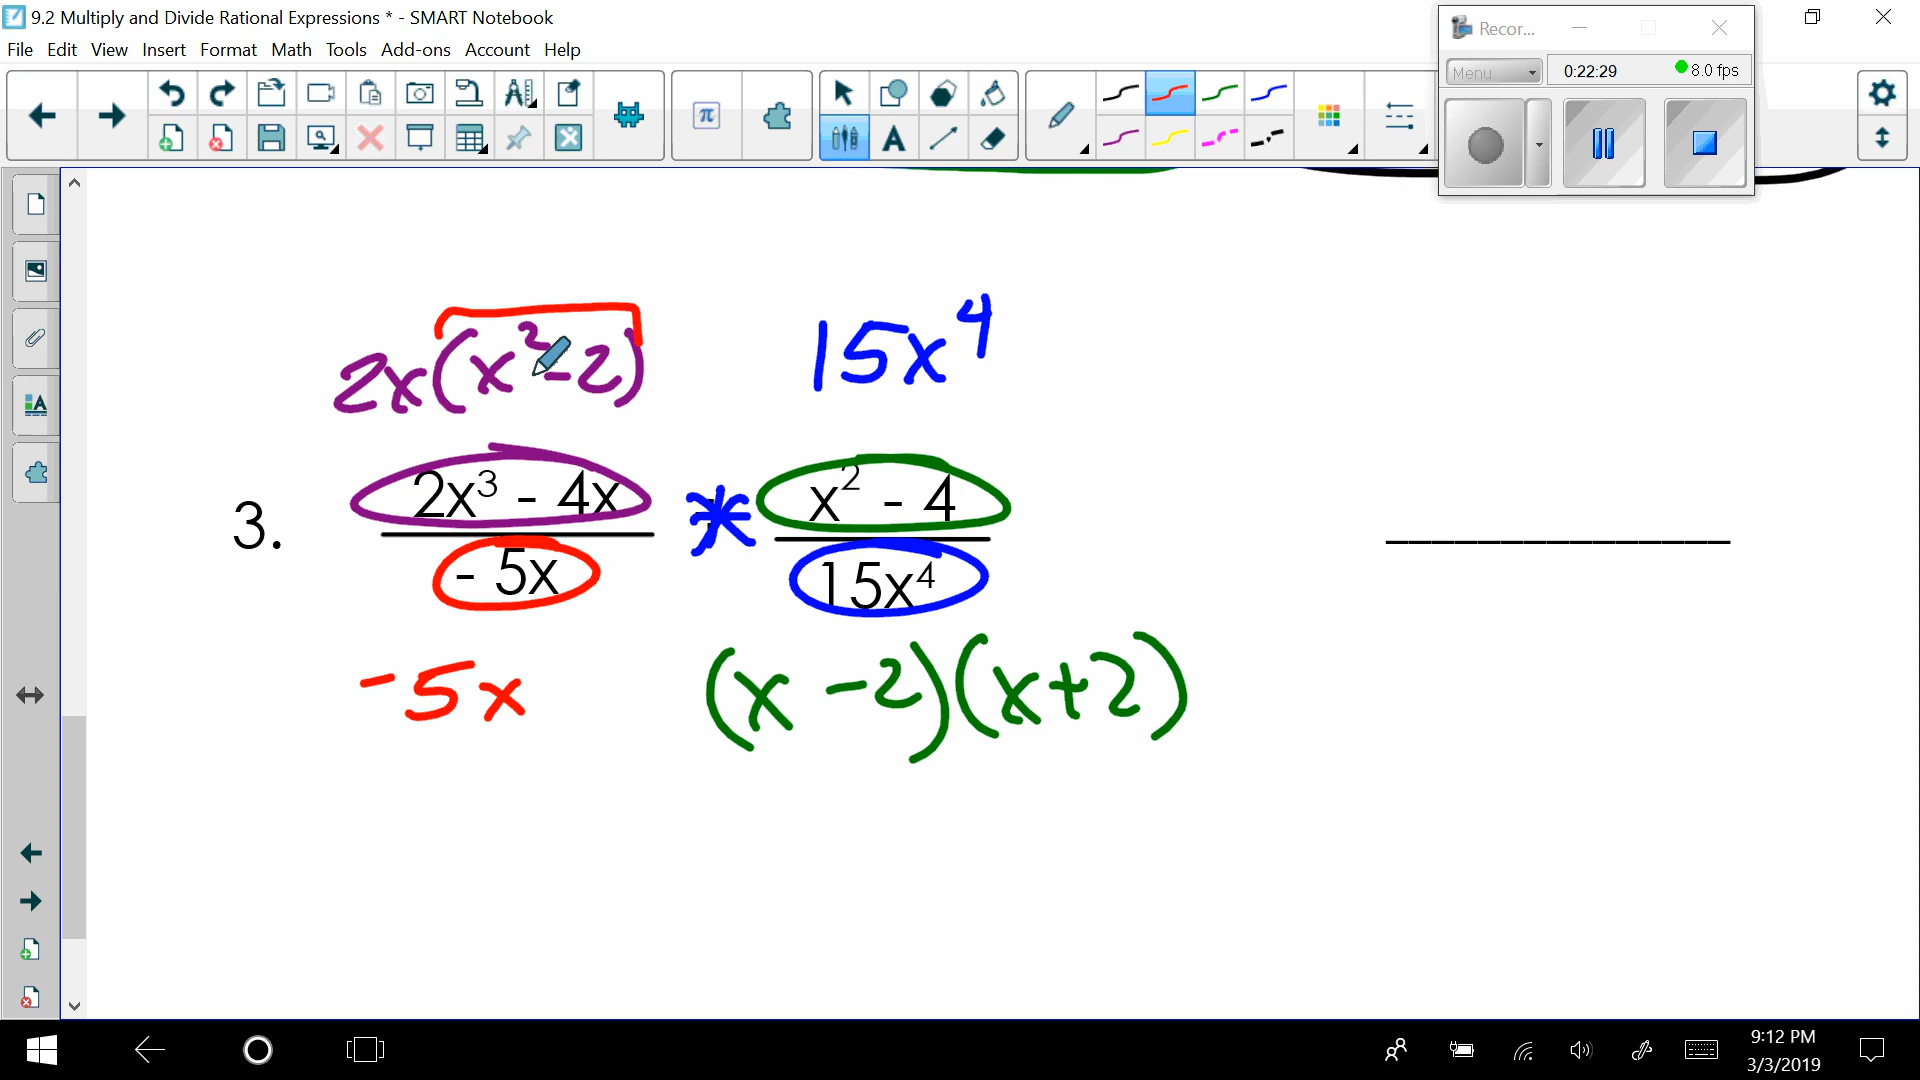 9.2 Multiply and Divide Rational Expressions * - SMART Notebook
File Edit View Insert Format Math Tools Add-ons Account Help
Recor...
Menu 0:22:29 8.0 fps
π
A
A
2x(x²-2) 15x⁴
3. 2x³ - 4x * x² - 4
- 5x 15x⁴
-5x (x -2)(x+2)
9:12 PM
3/3/2019